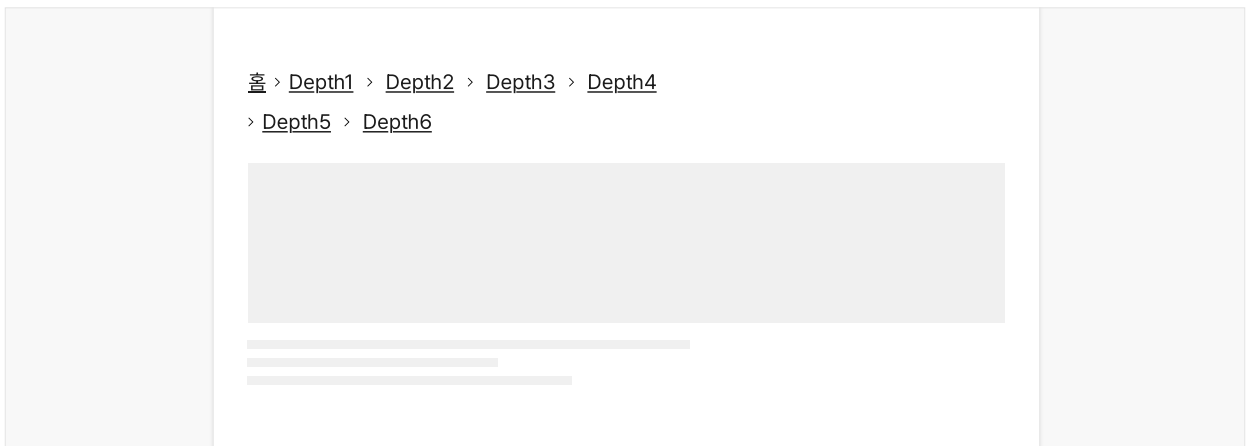 홈 > Depth1 > Depth2 > Depth3 > Depth4
> Depth5 > Depth6